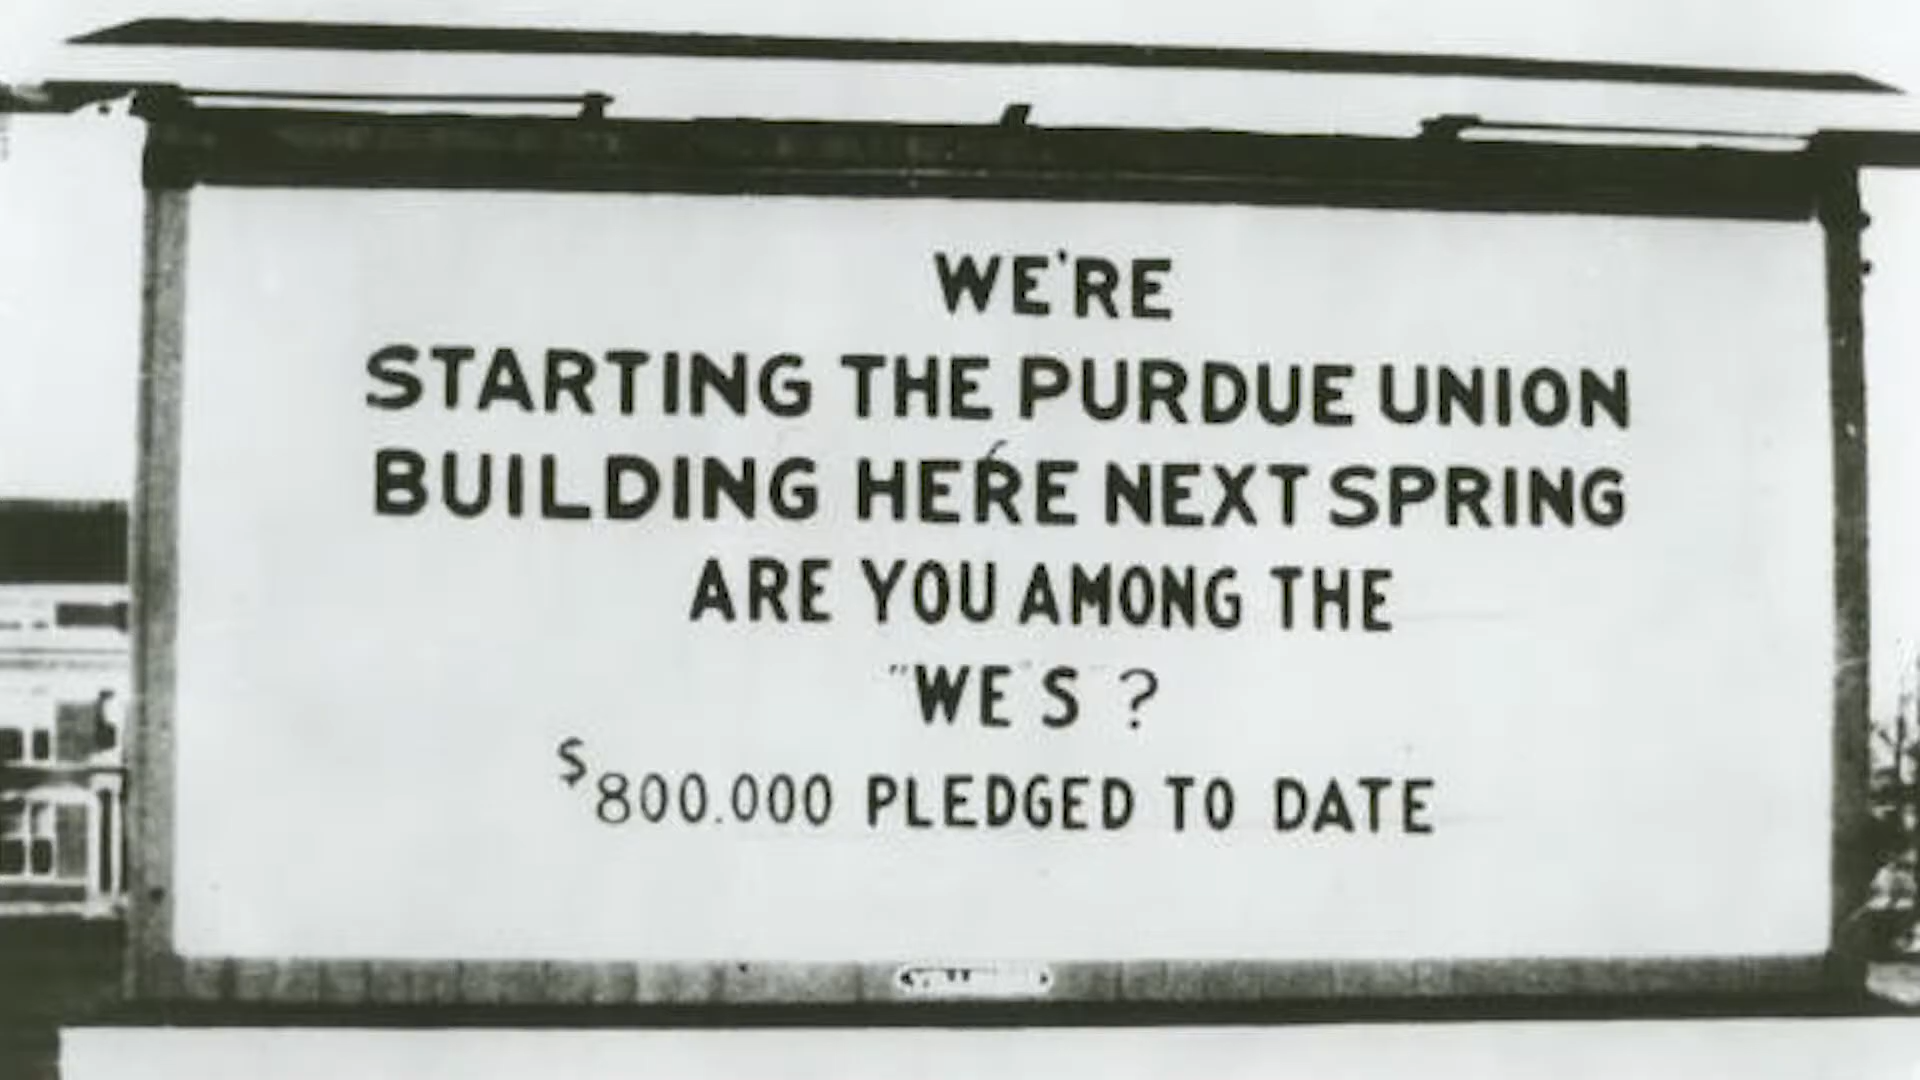 WE'RE
STARTING THE PURDUE UNION
BUILDING HERE NEXT SPRING
ARE YOU AMONG THE
"WE"S ?
$800.000 PLEDGED TO DATE